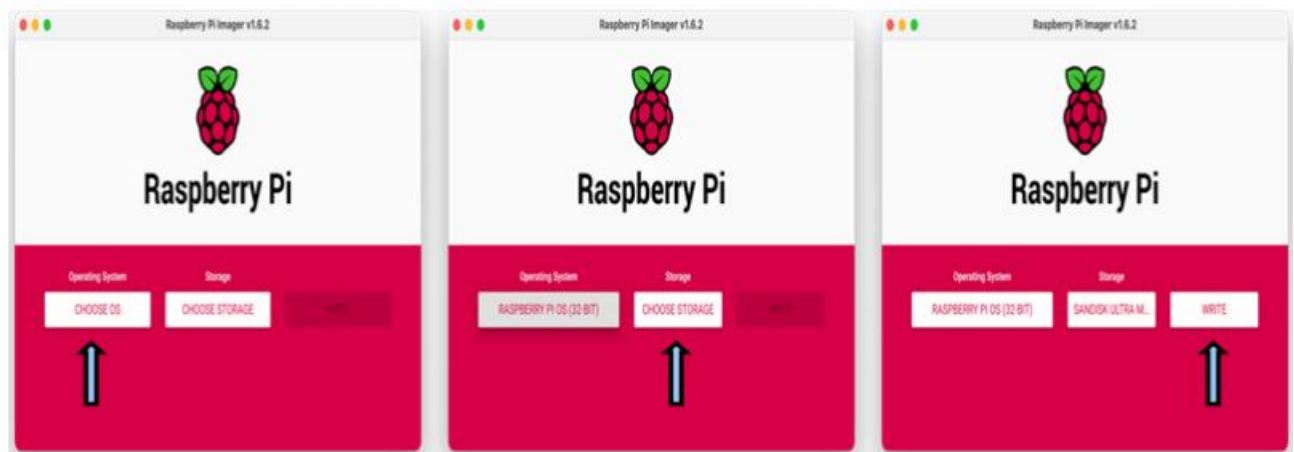 Raspberry Pi Imager v1.6.2
Raspberry Pi
Operating System Storage
CHOOSE OS CHOOSE STORAGE WRITE
Raspberry Pi Imager v1.6.2
Raspberry Pi
Operating System Storage
RASPBERRY PI OS (32-BIT) CHOOSE STORAGE WRITE
Raspberry Pi Imager v1.6.2
Raspberry Pi
Operating System Storage
RASPBERRY PI OS (32-BIT) SANDISK ULTRA M... WRITE